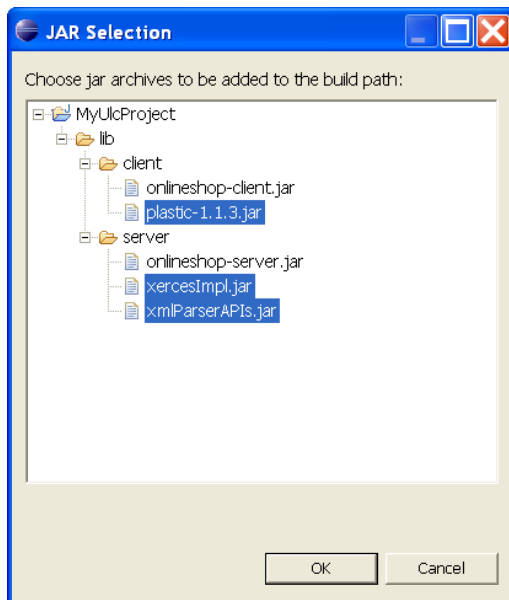 JAR Selection
Choose jar archives to be added to the build path:
MyUlcProject
lib
client
onlineshop-client.jar
plastic-1.1.3.jar
server
onlineshop-server.jar
xercesImpl.jar
xmlParserAPIs.jar
OK
Cancel